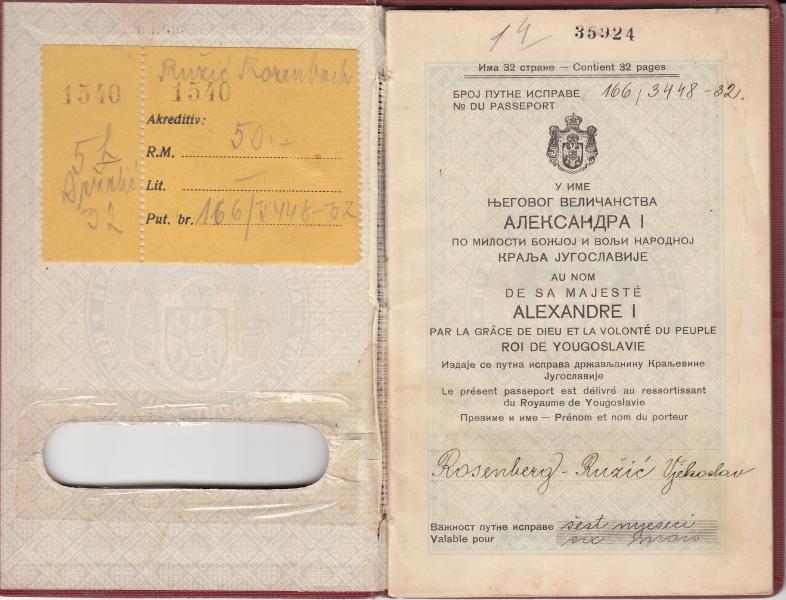 1540
Ružić Rosenbach
1540
Akreditiv:
R.M. 50.-
Lit. —
Put. br. 166/3448-32
32
14
35924
Има 32 стране — Contient 32 pages
БРОЈ ПУТНЕ ИСПРАВЕ 166/3448-32.
№ DU PASSEPORT
У ИМЕ
ЊЕГОВОГ ВЕЛИЧАНСТВА
АЛЕКСАНДРА I
ПО МИЛОСТИ БОЖЈОЈ И ВОЉИ НАРОДНОЈ
КРАЉА ЈУГОСЛАВИЈЕ
AU NOM
DE SA MAJESTÉ
ALEXANDRE I
PAR LA GRÂCE DE DIEU ET LA VOLONTÉ DU PEUPLE
ROI DE YOUGOSLAVIE
Издаје се путна исправа држављанину Краљевине
Југославије
Le présent passeport est délivré au ressortissant
du Royaume de Yougoslavie
Презиме и име — Prénom et nom du porteur
Rosenberg-Ružić Vjekoslav
Важност путне исправе šest mjeseci
Valable pour six mois